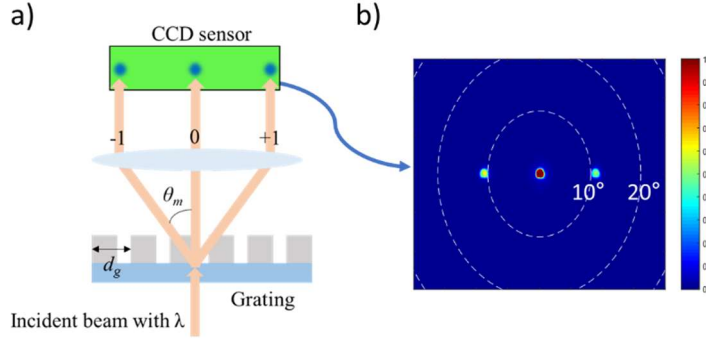 a)
CCD sensor
-1
0
+1
θm
dg
Grating
Incident beam with λ
b)
10°
20°